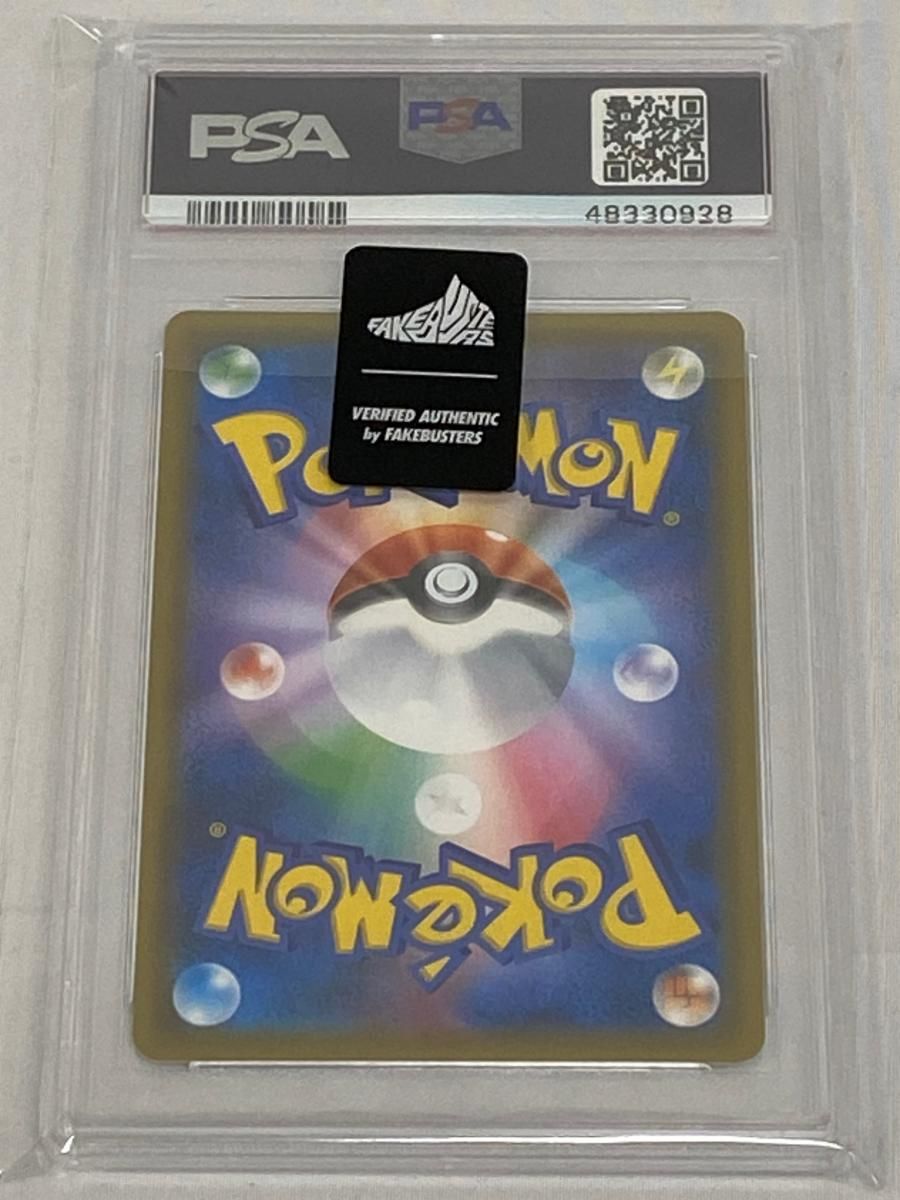 PSA
PSA
48330938
FAKEBUSTERS
VERIFIED AUTHENTIC
by FAKEBUSTERS
POKéMON
®
®
POKéMON